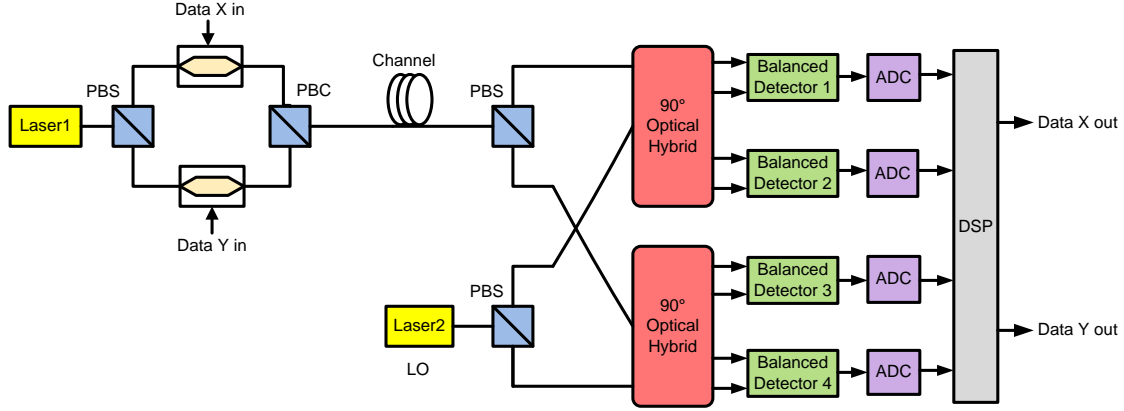 Data X in
PBS
Laser1
PBC
Data Y in
Channel
PBS
PBS
Laser2
LO
90°
Optical
Hybrid
90°
Optical
Hybrid
Balanced
Detector 1
Balanced
Detector 2
Balanced
Detector 3
Balanced
Detector 4
ADC
ADC
ADC
ADC
DSP
Data X out
Data Y out